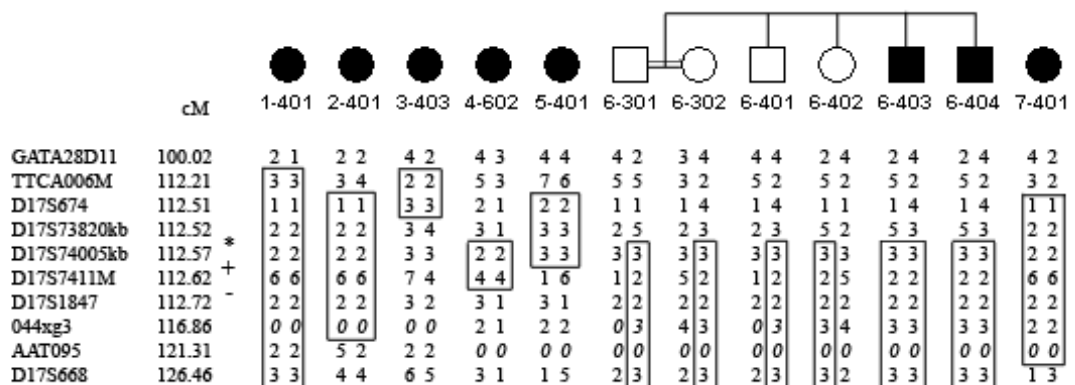 cM 1-401 2-401 3-403 4-602 5-401 6-301 6-302 6-401 6-402 6-403 6-404 7-401
GATA28D11 100.02 2 1 2 2 4 2 4 3 4 4 4 2 3 4 4 4 2 4 2 4 2 4 4 2
TTCA006M 112.21 3 3 3 4 2 2 5 3 7 6 5 5 3 2 5 2 5 2 5 2 5 2 3 2
D17S674 112.51 1 1 1 1 3 3 2 1 2 2 1 1 1 4 1 4 1 1 1 4 1 4 1 1
D17S73820kb 112.52 2 2 2 2 3 4 3 1 3 3 2 5 2 3 2 3 5 2 5 3 5 3 2 2
*
D17S74005kb 112.57 2 2 2 2 3 3 2 2 3 3 3 3 3 3 3 3 3 2 3 3 3 3 2 2
+
D17S7411M 112.62 6 6 6 6 7 4 4 4 1 6 1 2 5 2 1 2 2 5 2 2 2 2 6 6
-
D17S1847 112.72 2 2 2 2 3 2 3 1 3 1 2 2 2 2 2 2 2 2 2 2 2 2 2 2
044xg3 116.86 0 0 0 0 0 0 2 1 2 2 0 3 4 3 0 3 3 4 3 3 3 3 2 2
AAT095 121.31 2 2 5 2 2 2 0 0 0 0 0 0 0 0 0 0 0 0 0 0 0 0 0 0
D17S668 126.46 3 3 4 4 6 5 3 1 1 5 2 3 2 3 2 3 3 2 3 3 3 3 1 3